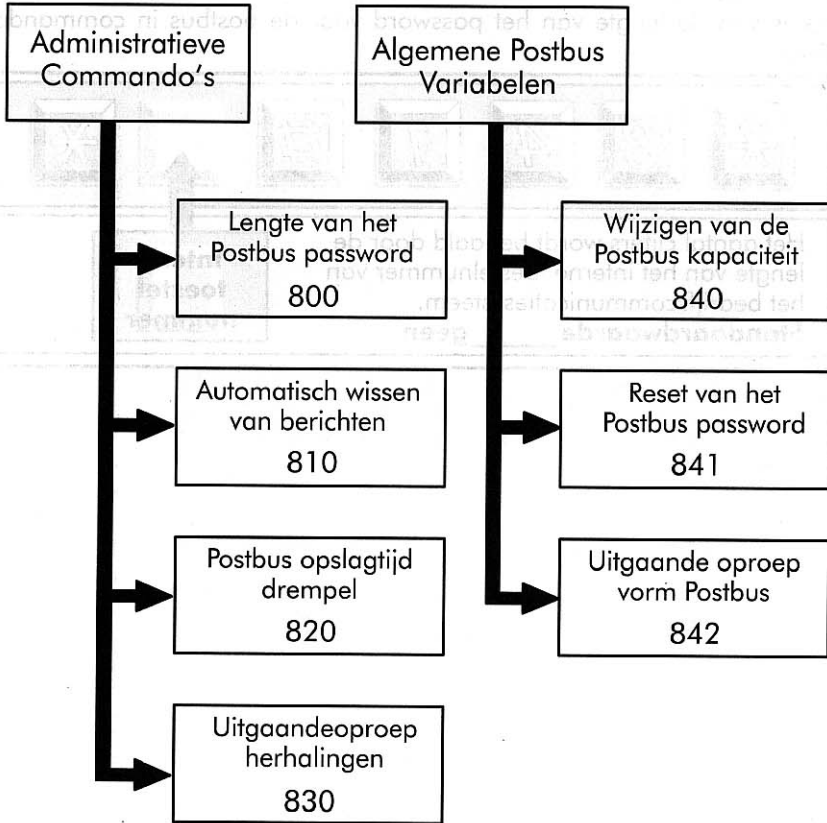 Administratieve
Commando's
Lengte van het
Postbus password
800
Automatisch wissen
van berichten
810
Postbus opslagtijd
drempel
820
Uitgaandeoproep
herhalingen
830
Algemene Postbus
Variabelen
Wijzigen van de
Postbus kapaciteit
840
Reset van het
Postbus password
841
Uitgaande oproep
vorm Postbus
842